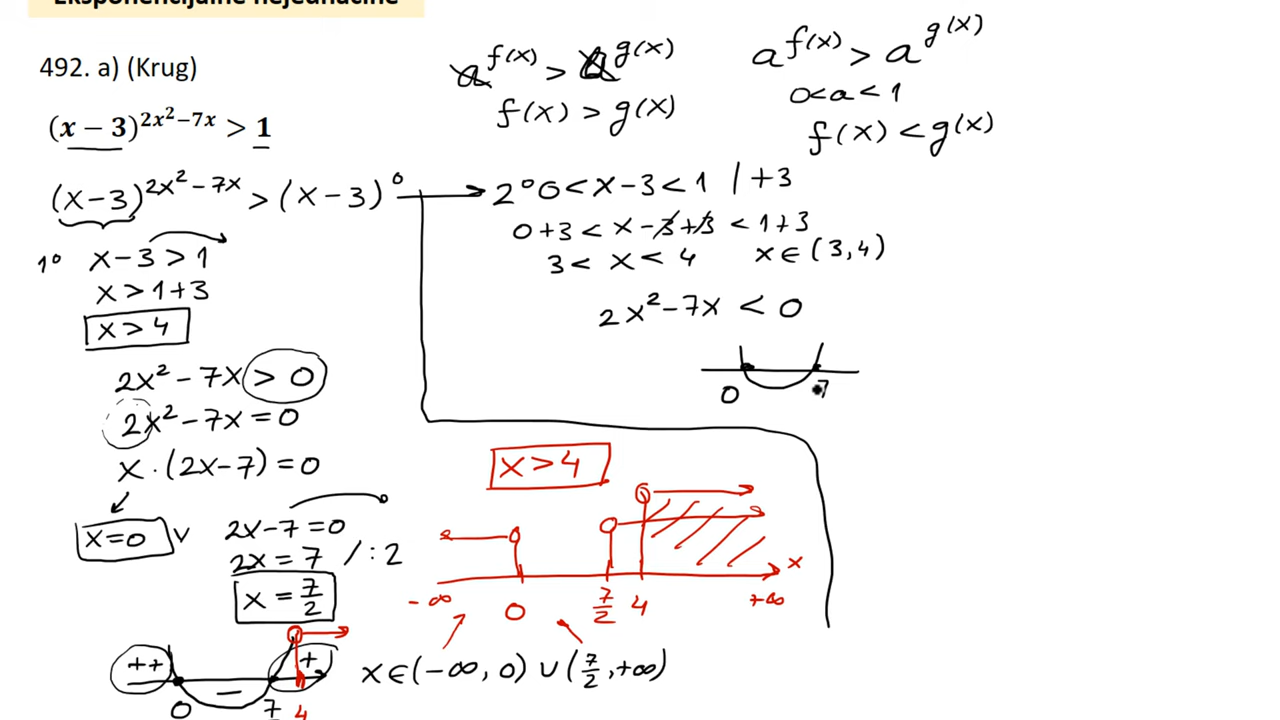 Eksponencijalne nejednačine
492. a) (Krug)
(x − 3)^{2x² − 7x} > 1
(x − 3)^{2x² − 7x} > (x − 3)^0
1° x − 3 > 1
x > 1 + 3
x > 4
2x² − 7x > 0
2x² − 7x = 0
x · (2x − 7) = 0
x = 0 ∨ 2x − 7 = 0
2x = 7 / : 2
x = 7/2
++ − +
0 7 4
a^{f(x)} > a^{g(x)}
f(x) > g(x)
a^{f(x)} > a^{g(x)}
0 < a < 1
f(x) < g(x)
2° 0 < x − 3 < 1 | + 3
0 + 3 < x − 3 + 3 < 1 + 3
3 < x < 4 x ∈ (3, 4)
2x² − 7x < 0
0 7
x > 4
x
−∞ 0 7/2 4 +∞
x ∈ (−∞, 0) ∪ (7/2, +∞)